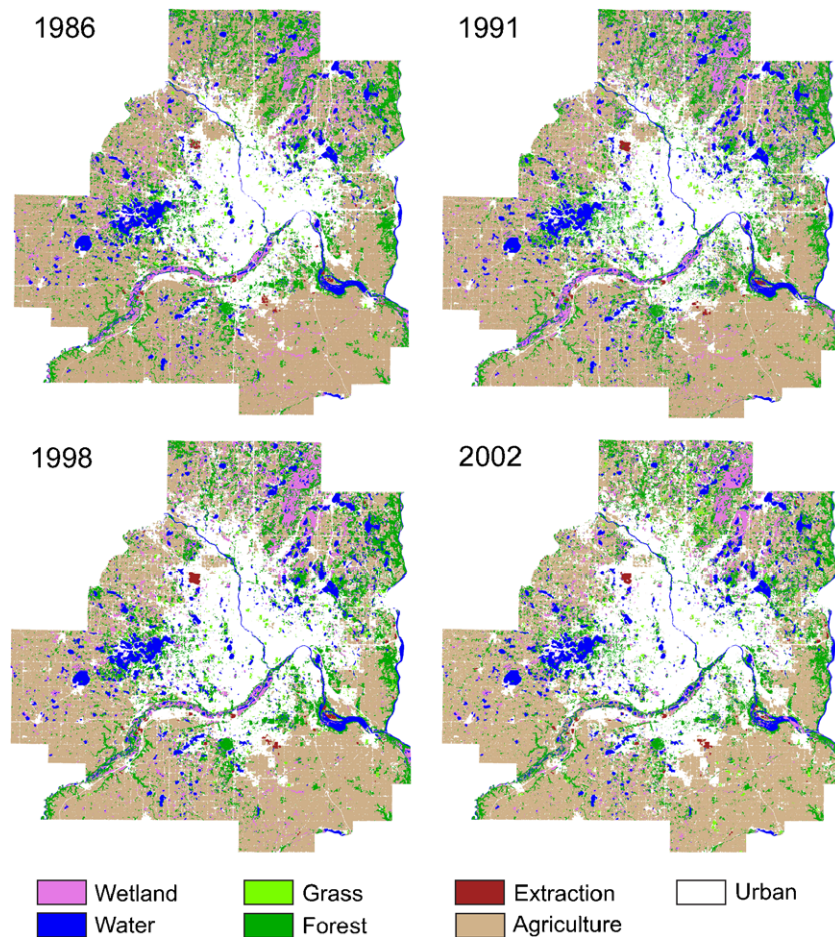 1986
1991
1998
2002
Wetland
Grass
Extraction
Urban
Water
Forest
Agriculture